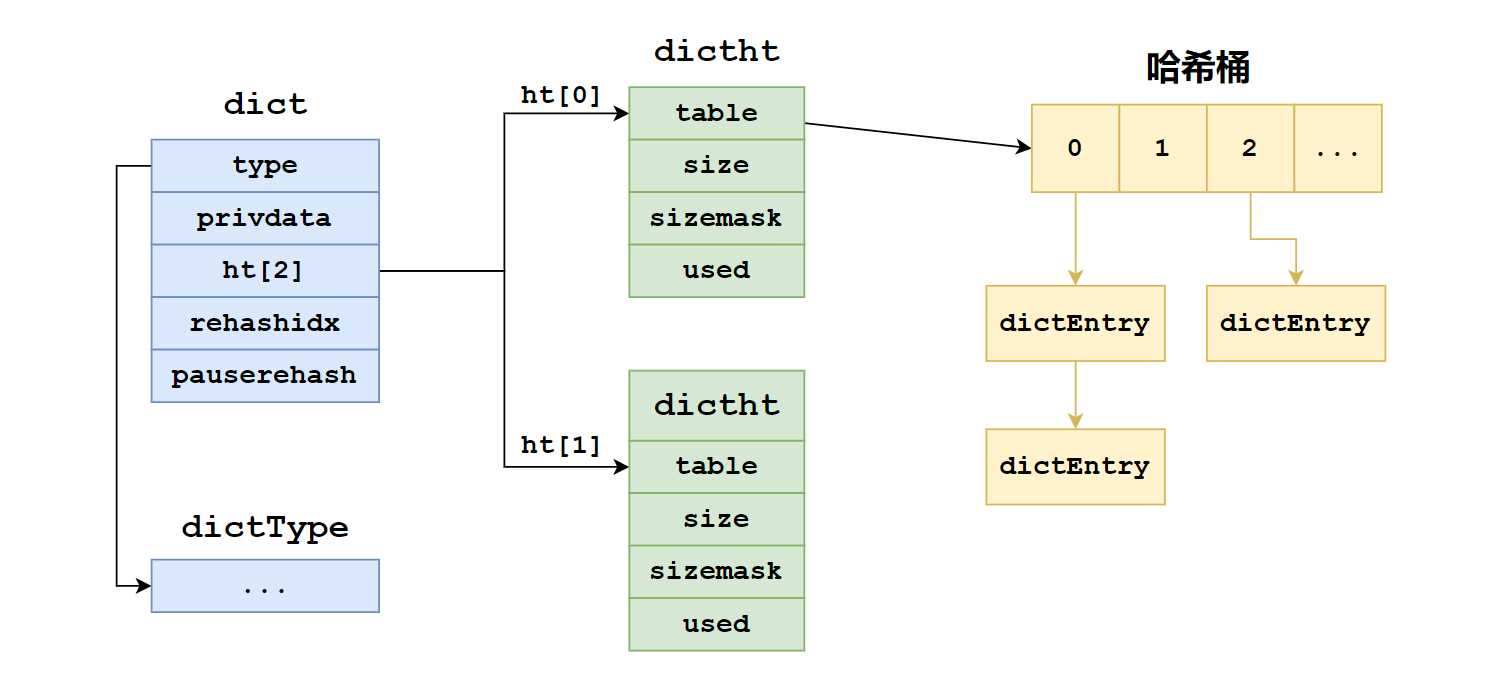 dict
type
privdata
ht[2]
rehashidx
pauserehash
dictType
...
ht[0]
dictht
table
size
sizemask
used
ht[1]
dictht
table
size
sizemask
used
哈希桶
0 1 2 ...
dictEntry dictEntry
dictEntry